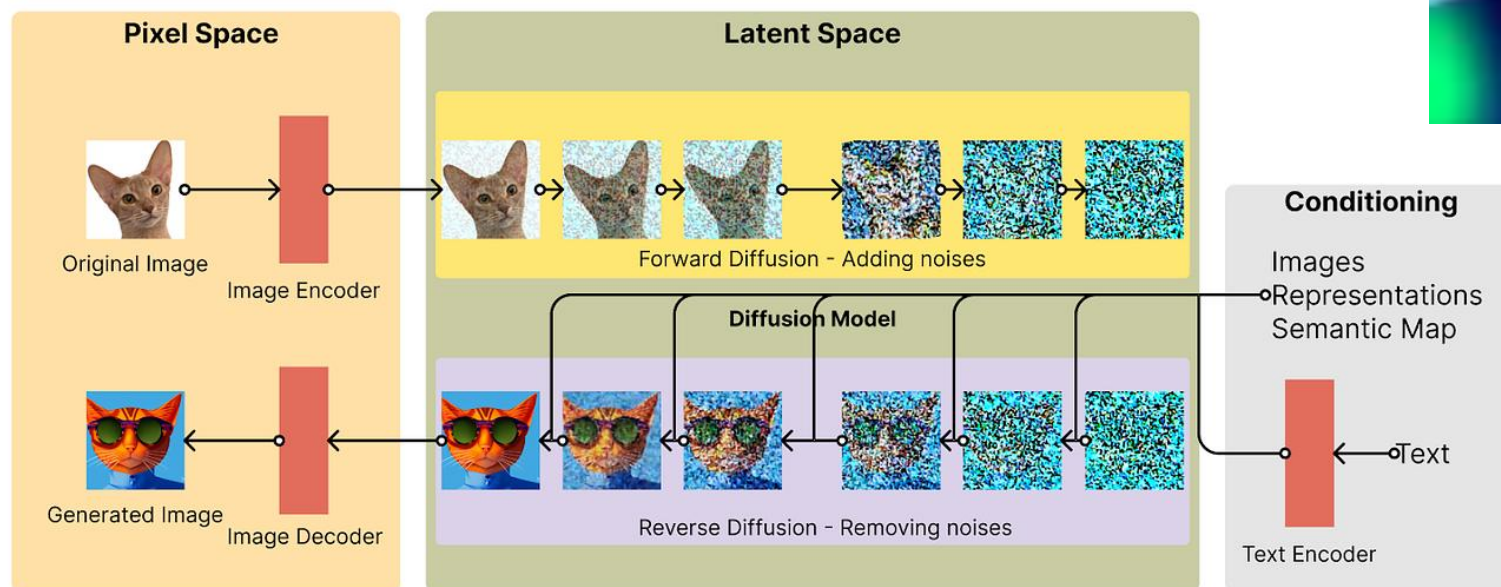 Pixel Space
Original Image
Image Encoder
Generated Image
Image Decoder
Latent Space
Forward Diffusion - Adding noises
Diffusion Model
Reverse Diffusion - Removing noises
Conditioning
Images
Representations
Semantic Map
Text
Text Encoder